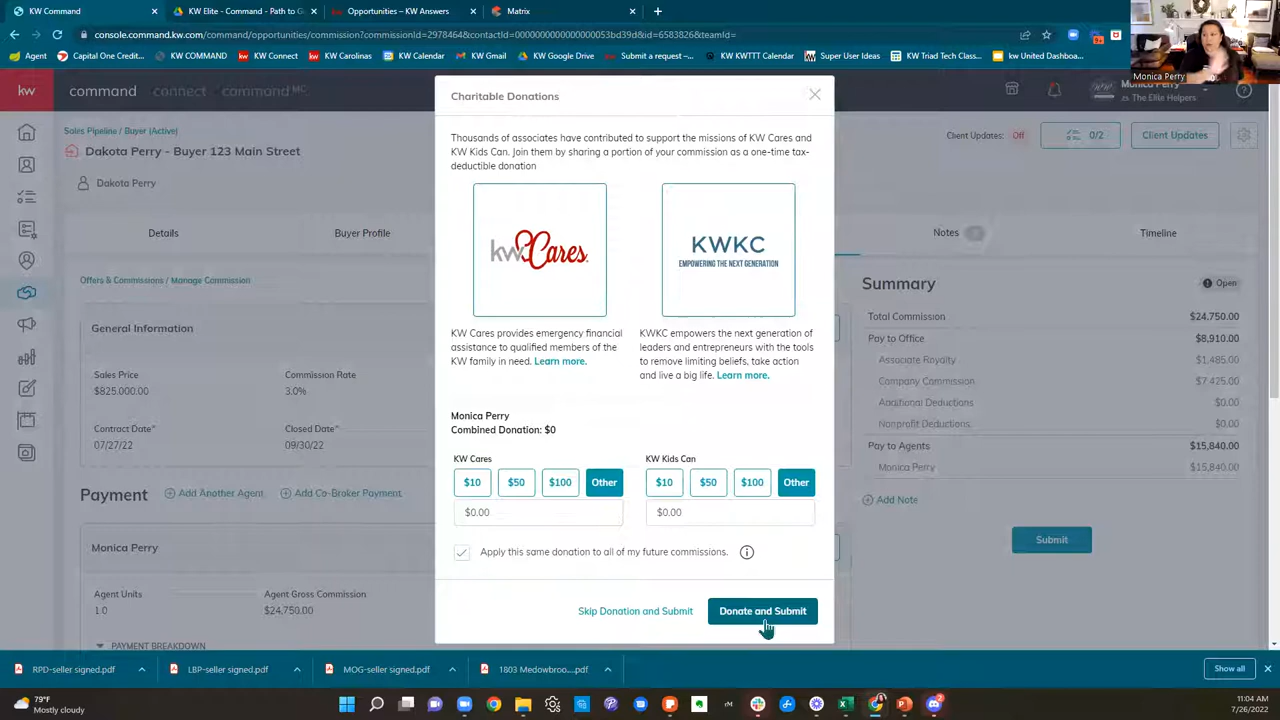 KW Command
KW Elite - Command - Path to G
Opportunities – KW Answers
Matrix
console.command.kw.com/command/opportunities/commission?commissionId=2978464&contactId=0000000000000000053bd39d&id=6583826&teamId=
Agent
Capital One Credit...
KW COMMAND
KW Connect
KW Carolinas
KW Calendar
KW Gmail
KW Google Drive
Submit a request –...
KW KWTTT Calendar
Super User Ideas
KW Triad Tech Class...
kw United Dashboa...
Monica Perry
kw
command
connect
command MC
Monica Perry
The Elite Helpers
Sales Pipeline / Buyer (Active)
Dakota Perry - Buyer 123 Main Street
Client Updates: Off
0/2
Client Updates
Dakota Perry
Details
Buyer Profile
Notes
Timeline
Offers & Commissions / Manage Commission
General Information
Sales Price
Commission Rate
$825,000.00
3.0%
Contract Date*
Closed Date*
07/27/22
09/30/22
Payment
Add Another Agent
Add Co-Broker Payment
Monica Perry
Agent Units
Agent Gross Commission
1.0
$24,750.00
PAYMENT BREAKDOWN
Charitable Donations
Thousands of associates have contributed to support the missions of KW Cares and
KW Kids Can. Join them by sharing a portion of your commission as a one-time tax-
deductible donation
kwCares
KWKC
EMPOWERING THE NEXT GENERATION
KW Cares provides emergency financial
assistance to qualified members of the
KW family in need. Learn more.
KWKC empowers the next generation of
leaders and entrepreneurs with the tools
to remove limiting beliefs, take action
and live a big life. Learn more.
Monica Perry
Combined Donation: $0
KW Cares
KW Kids Can
$10
$50
$100
Other
$10
$50
$100
Other
$0.00
$0.00
Apply this same donation to all of my future commissions.
Skip Donation and Submit
Donate and Submit
Summary
Open
Total Commission
$24,750.00
Pay to Office
$8,910.00
Associate Royalty
$1,485.00
Company Commission
$7,425.00
Additional Deductions
$0.00
Nonprofit Deductions
$0.00
Pay to Agents
$15,840.00
Monica Perry
$15,840.00
Add Note
Submit
RPD-seller signed.pdf
LBP-seller signed.pdf
MOG-seller signed.pdf
1803 Medowbroo....pdf
Show all
79°F
Mostly cloudy
11:04 AM
7/26/2022